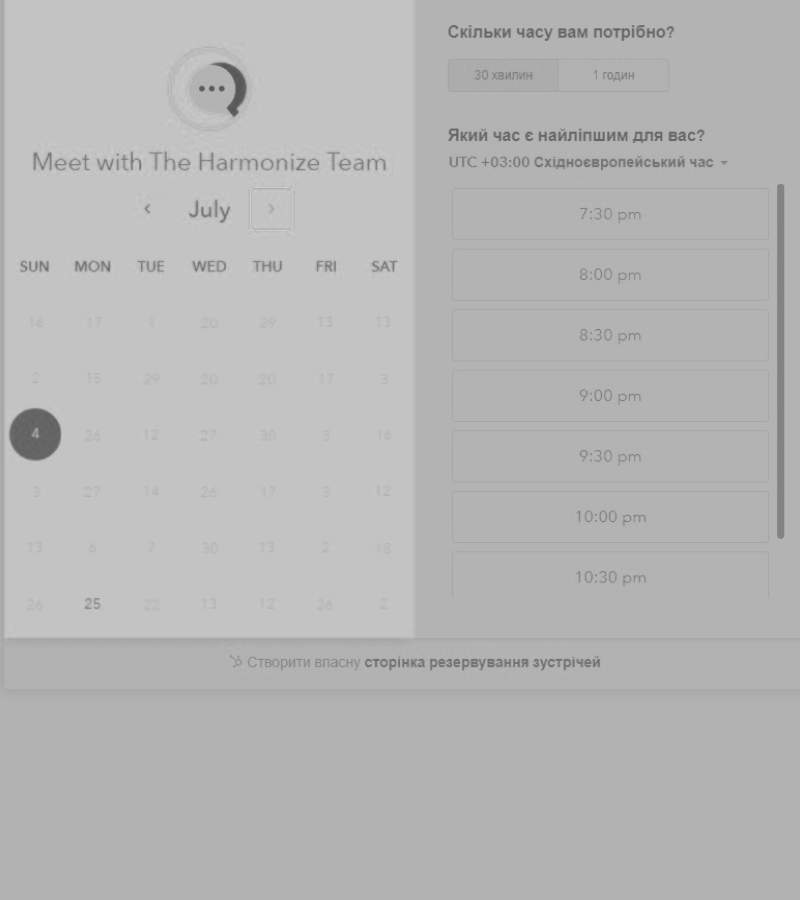 Meet with The Harmonize Team
July
SUN MON TUE WED THU FRI SAT
16 17 1 20 29 13 13
2 15 29 20 20 17 3
4 26 12 27 30 3 16
3 27 14 26 17 3 12
13 6 7 30 13 2 18
26 25 22 13 12 26 2
Скільки часу вам потрібно?
30 хвилин 1 годин
Який час є найліпшим для вас?
UTC +03:00 Східноєвропейський час
7:30 pm
8:00 pm
8:30 pm
9:00 pm
9:30 pm
10:00 pm
10:30 pm
Створити власну сторінка резервування зустрічей